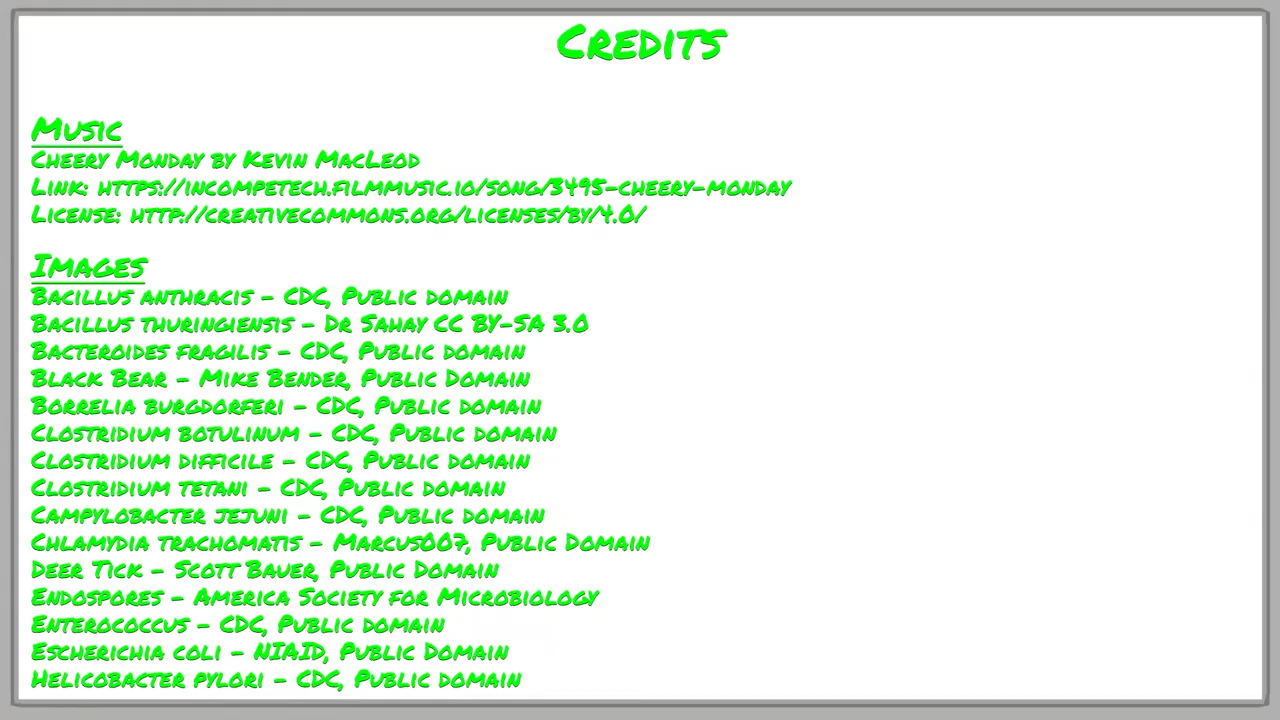 Credits
Music
Cheery Monday by Kevin MacLeod
Link: https://incompetech.filmmusic.io/song/3495-cheery-monday
License: http://creativecommons.org/licenses/by/4.0/
Images
Bacillus anthracis - CDC, Public domain
Bacillus thuringiensis - Dr Sahay CC BY-SA 3.0
Bacteroides fragilis - CDC, Public domain
Black Bear - Mike Bender, Public Domain
Borrelia burgdorferi - CDC, Public domain
Clostridium botulinum - CDC, Public domain
Clostridium difficile - CDC, Public domain
Clostridium tetani - CDC, Public domain
Campylobacter jejuni - CDC, Public domain
Chlamydia trachomatis - Marcus007, Public Domain
Deer Tick - Scott Bauer, Public Domain
Endospores - America Society for Microbiology
Enterococcus - CDC, Public domain
Escherichia coli - NIAID, Public Domain
Helicobacter pylori - CDC, Public domain